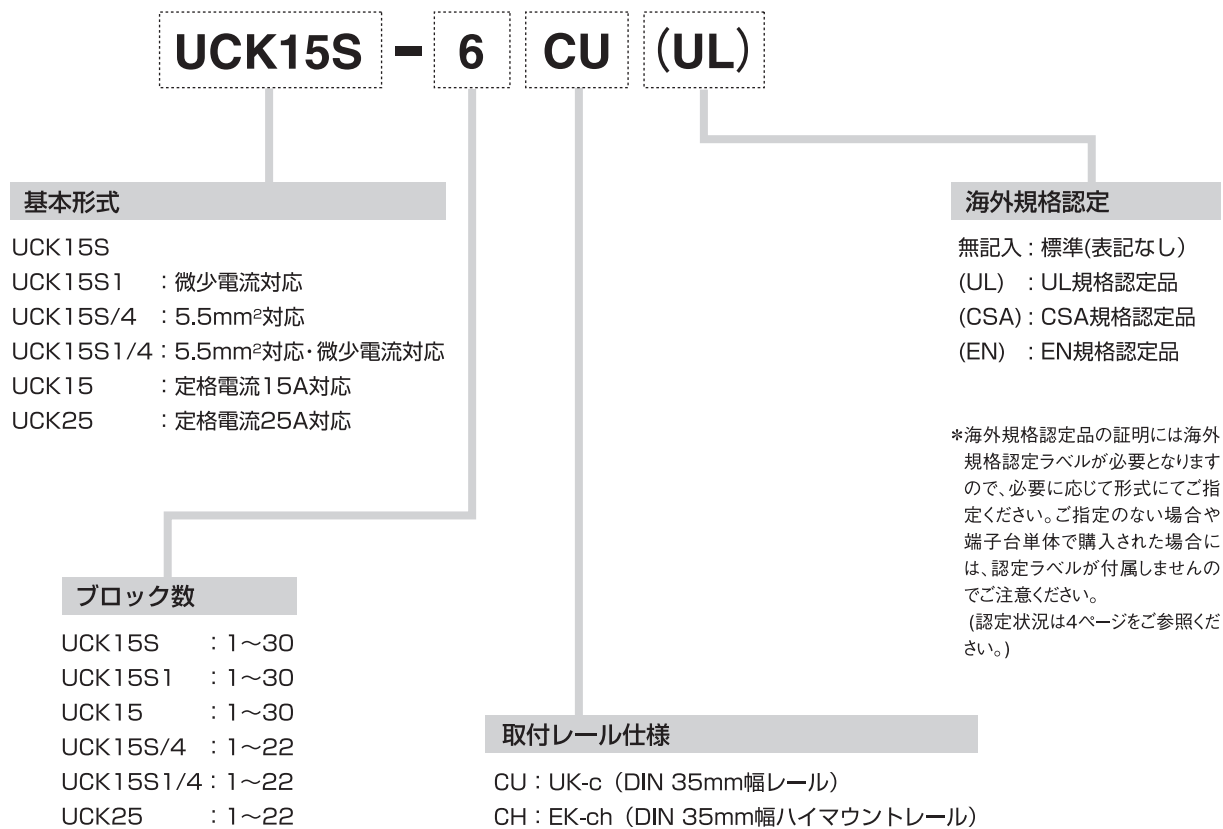 UCK15S - 6 CU (UL)
基本形式
UCK15S
UCK15S1 : 微少電流対応
UCK15S/4 : 5.5mm²対応
UCK15S1/4 : 5.5mm²対応・微少電流対応
UCK15 : 定格電流15A対応
UCK25 : 定格電流25A対応
海外規格認定
無記入 : 標準(表記なし)
(UL) : UL規格認定品
(CSA) : CSA規格認定品
(EN) : EN規格認定品
*海外規格認定品の証明には海外
規格認定ラベルが必要となります
ので、必要に応じて形式にてご指
定ください。ご指定のない場合や
端子台単体で購入された場合に
は、認定ラベルが付属しませんの
でご注意ください。
(認定状況は4ページをご参照くだ
さい。)
ブロック数
UCK15S : 1〜30
UCK15S1 : 1〜30
UCK15 : 1〜30
UCK15S/4 : 1〜22
UCK15S1/4 : 1〜22
UCK25 : 1〜22
取付レール仕様
CU : UK-c (DIN 35mm幅レール)
CH : EK-ch (DIN 35mm幅ハイマウントレール)